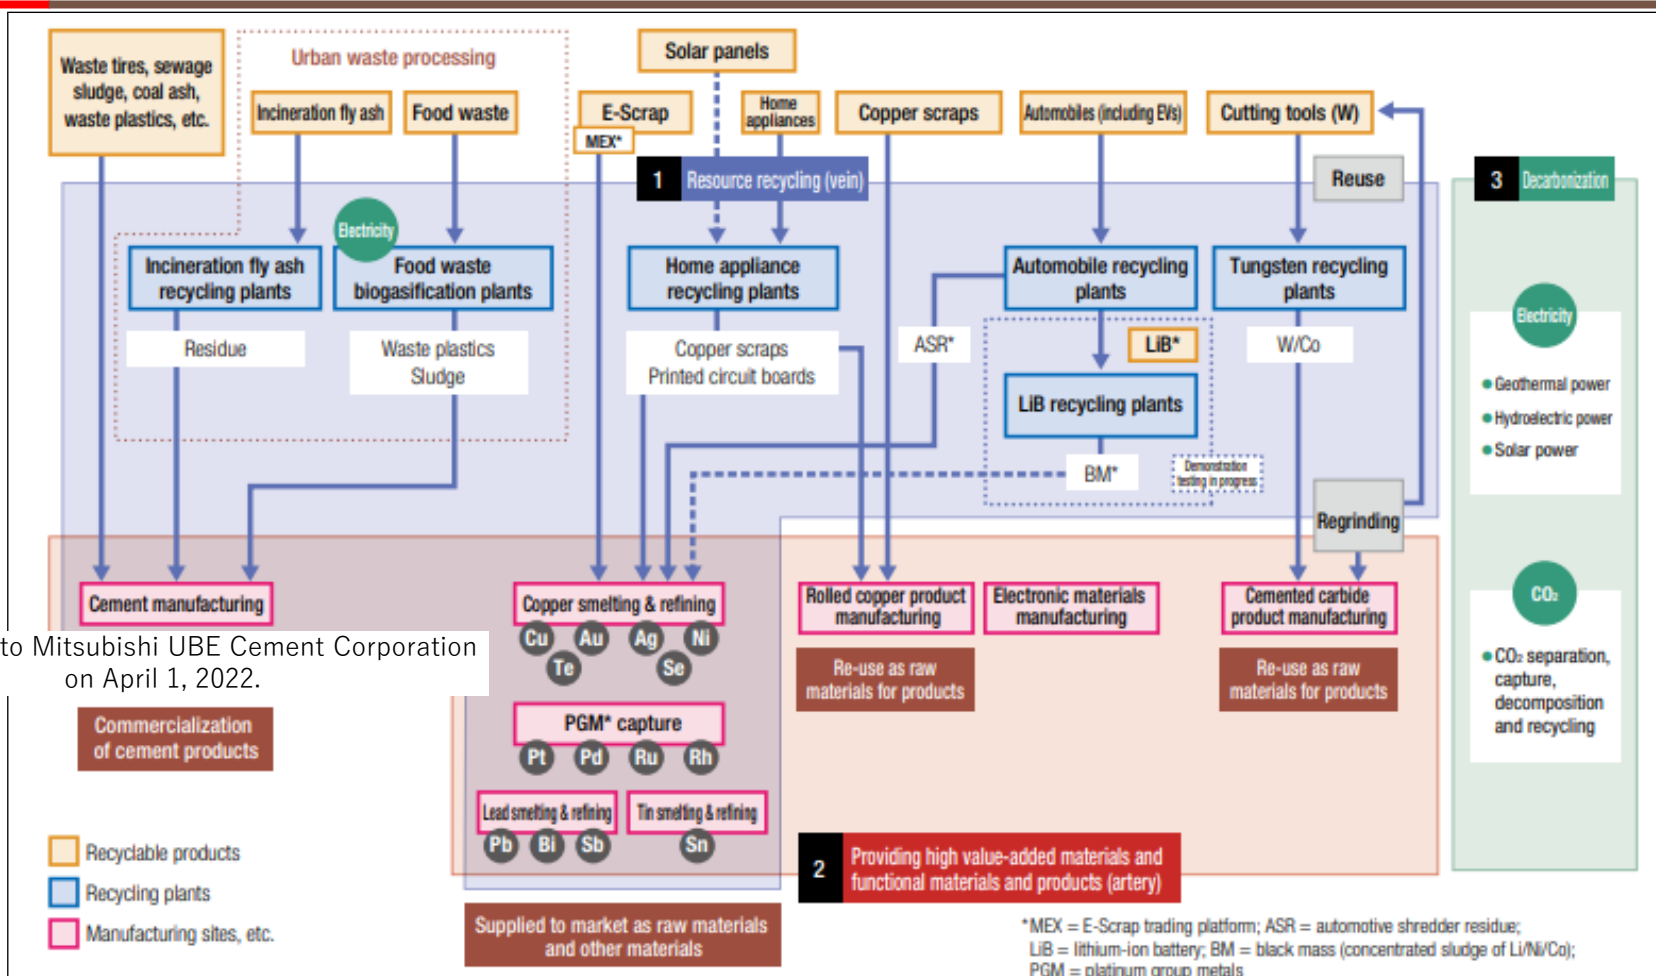 Waste tires, sewage
sludge, coal ash,
waste plastics, etc.
Urban waste processing
Incineration fly ash
Food waste
Solar panels
E-Scrap
MEX*
Home
appliances
Copper scraps
Automobiles (including EVs)
Cutting tools (W)
1 Resource recycling (vein)
Reuse
3 Decarbonization
Electricity
Incineration fly ash
recycling plants
Food waste
biogasification plants
Home appliance
recycling plants
Automobile recycling
plants
Tungsten recycling
plants
Residue
Waste plastics
Sludge
Copper scraps
Printed circuit boards
ASR*
LiB*
W/Co
LiB recycling plants
BM*
Demonstration
testing in progress
Regrinding
Electricity
Geothermal power
Hydroelectric power
Solar power
CO₂
CO₂ separation,
capture,
decomposition
and recycling
Cement manufacturing
to Mitsubishi UBE Cement Corporation
on April 1, 2022.
Commercialization
of cement products
Copper smelting & refining
Cu Au Ag Ni
Te Se
PGM* capture
Pt Pd Ru Rh
Lead smelting & refining
Pb Bi Sb
Tin smelting & refining
Sn
Rolled copper product
manufacturing
Electronic materials
manufacturing
Cemented carbide
product manufacturing
Re-use as raw
materials for products
Re-use as raw
materials for products
2 Providing high value-added materials and
functional materials and products (artery)
Supplied to market as raw materials
and other materials
Recyclable products
Recycling plants
Manufacturing sites, etc.
*MEX = E-Scrap trading platform; ASR = automotive shredder residue;
LiB = lithium-ion battery; BM = black mass (concentrated sludge of Li/Ni/Co);
PGM = platinum group metals